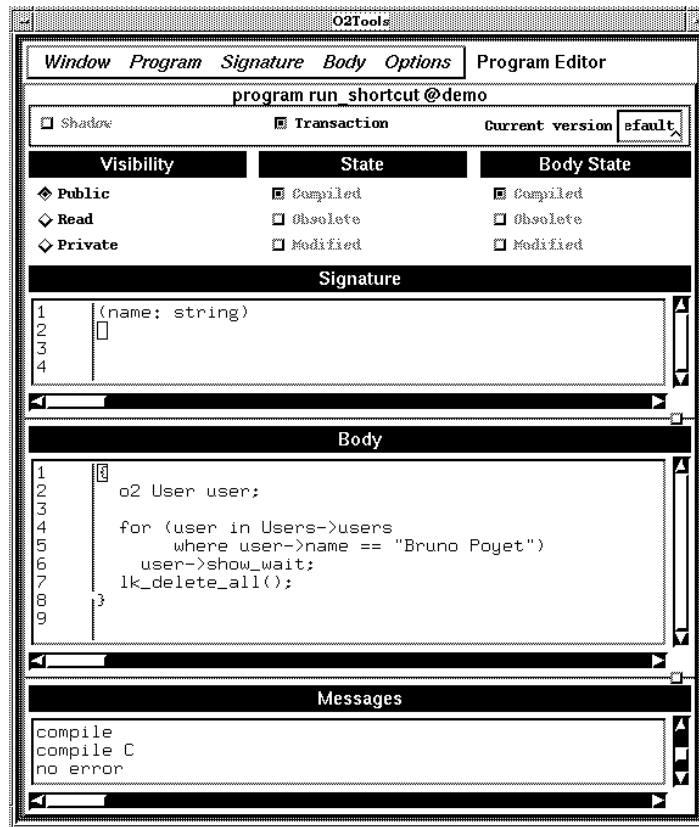 O2Tools
Window Program Signature Body Options Program Editor
program run_shortcut @demo
Shadow Transaction Current version efault
Visibility State Body State
Public Compiled Compiled
Read Obsolete Obsolete
Private Modified Modified
Signature
1 (name: string)
2
3
4
Body
1 {
2 o2 User user;
3
4 for (user in Users->users
5 where user->name == "Bruno Poyet")
6 user->show_wait;
7 lk_delete_all();
8 }
9
Messages
compile
compile C
no error